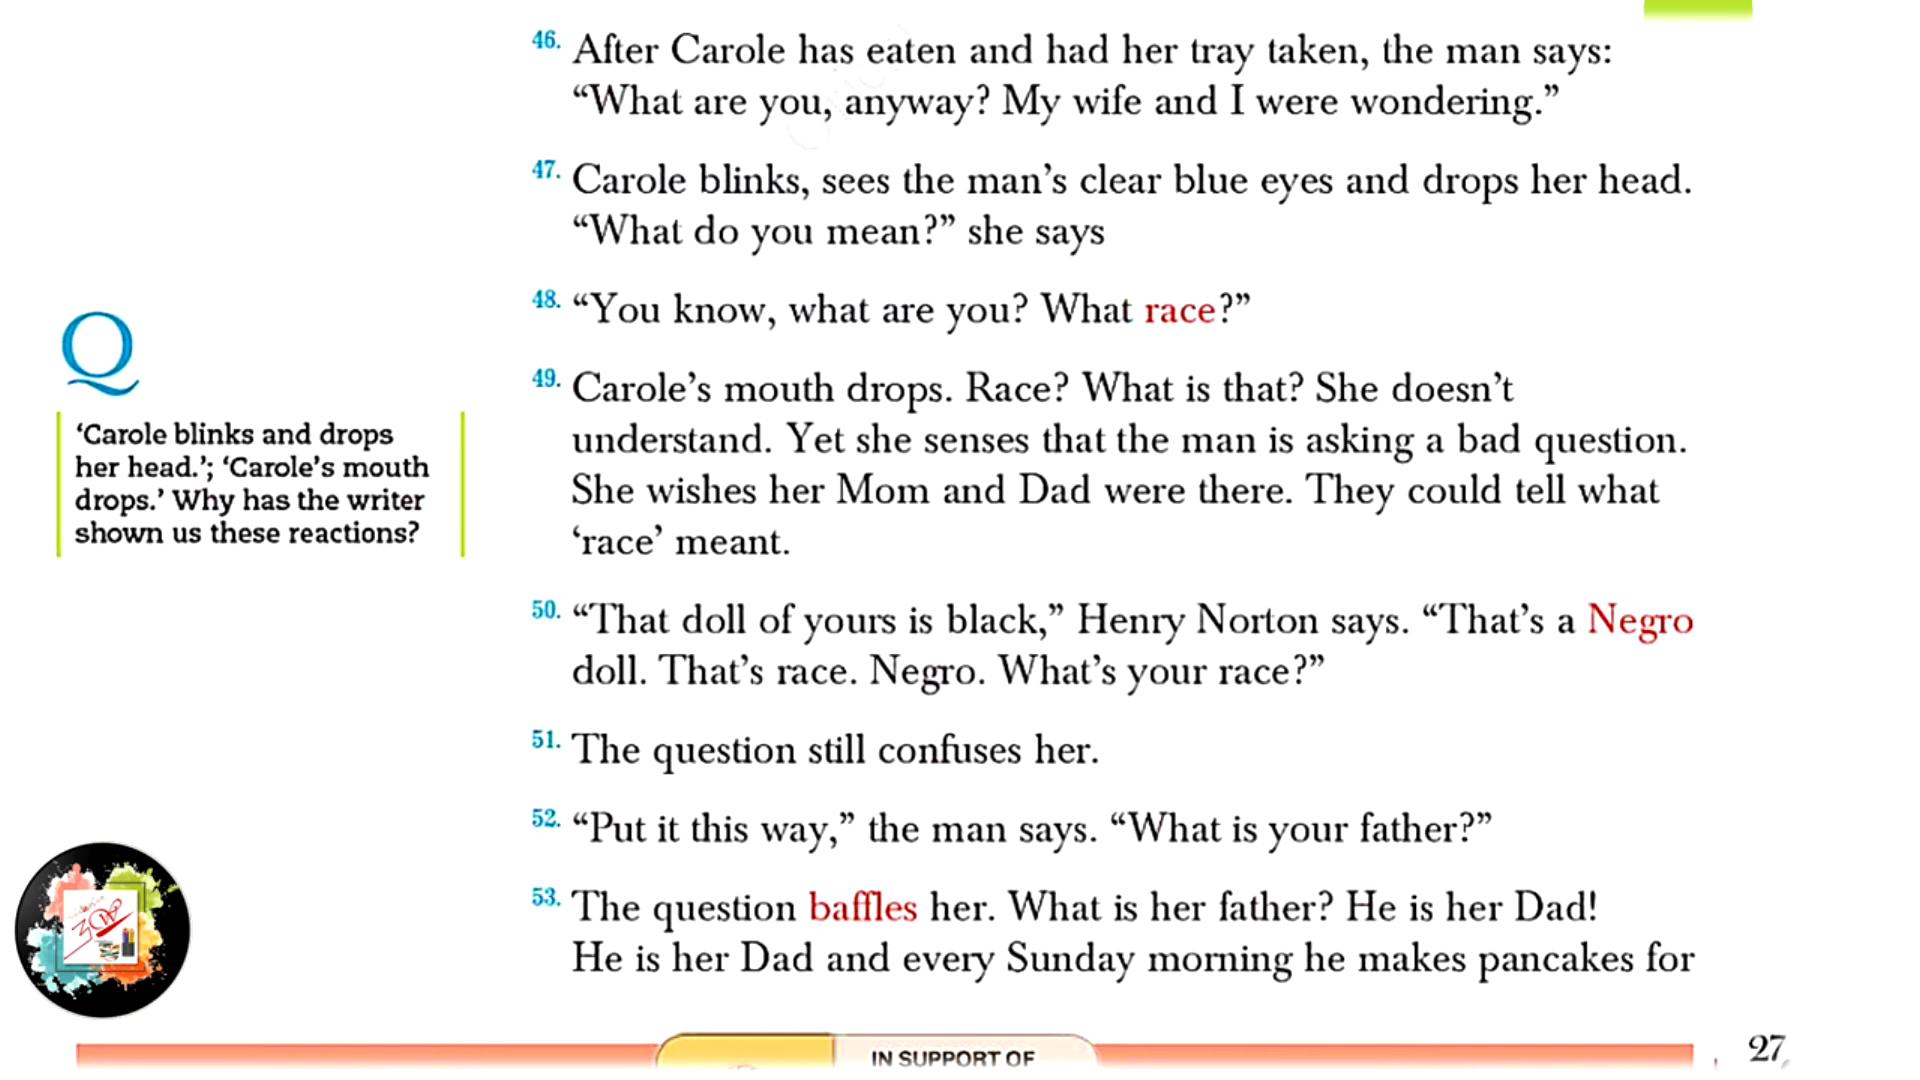 46. After Carole has eaten and had her tray taken, the man says:
“What are you, anyway? My wife and I were wondering.”
47. Carole blinks, sees the man’s clear blue eyes and drops her head.
“What do you mean?” she says
48. “You know, what are you? What race?”
49. Carole’s mouth drops. Race? What is that? She doesn’t
understand. Yet she senses that the man is asking a bad question.
She wishes her Mom and Dad were there. They could tell what
‘race’ meant.
Q
‘Carole blinks and drops
her head.’; ‘Carole’s mouth
drops.’ Why has the writer
shown us these reactions?
50. “That doll of yours is black,” Henry Norton says. “That’s a Negro
doll. That’s race. Negro. What’s your race?”
51. The question still confuses her.
52. “Put it this way,” the man says. “What is your father?”
53. The question baffles her. What is her father? He is her Dad!
He is her Dad and every Sunday morning he makes pancakes for
IN SUPPORT OF
27